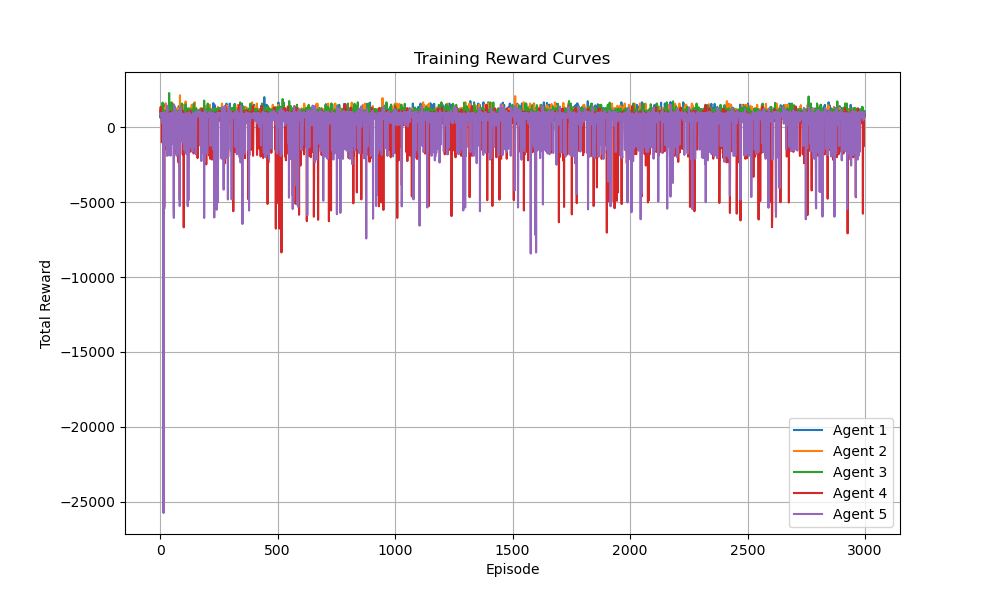 Training Reward Curves
Total Reward
0
−5000
−10000
−15000
−20000
−25000
0 500 1000 1500 2000 2500 3000
Episode
Agent 1
Agent 2
Agent 3
Agent 4
Agent 5